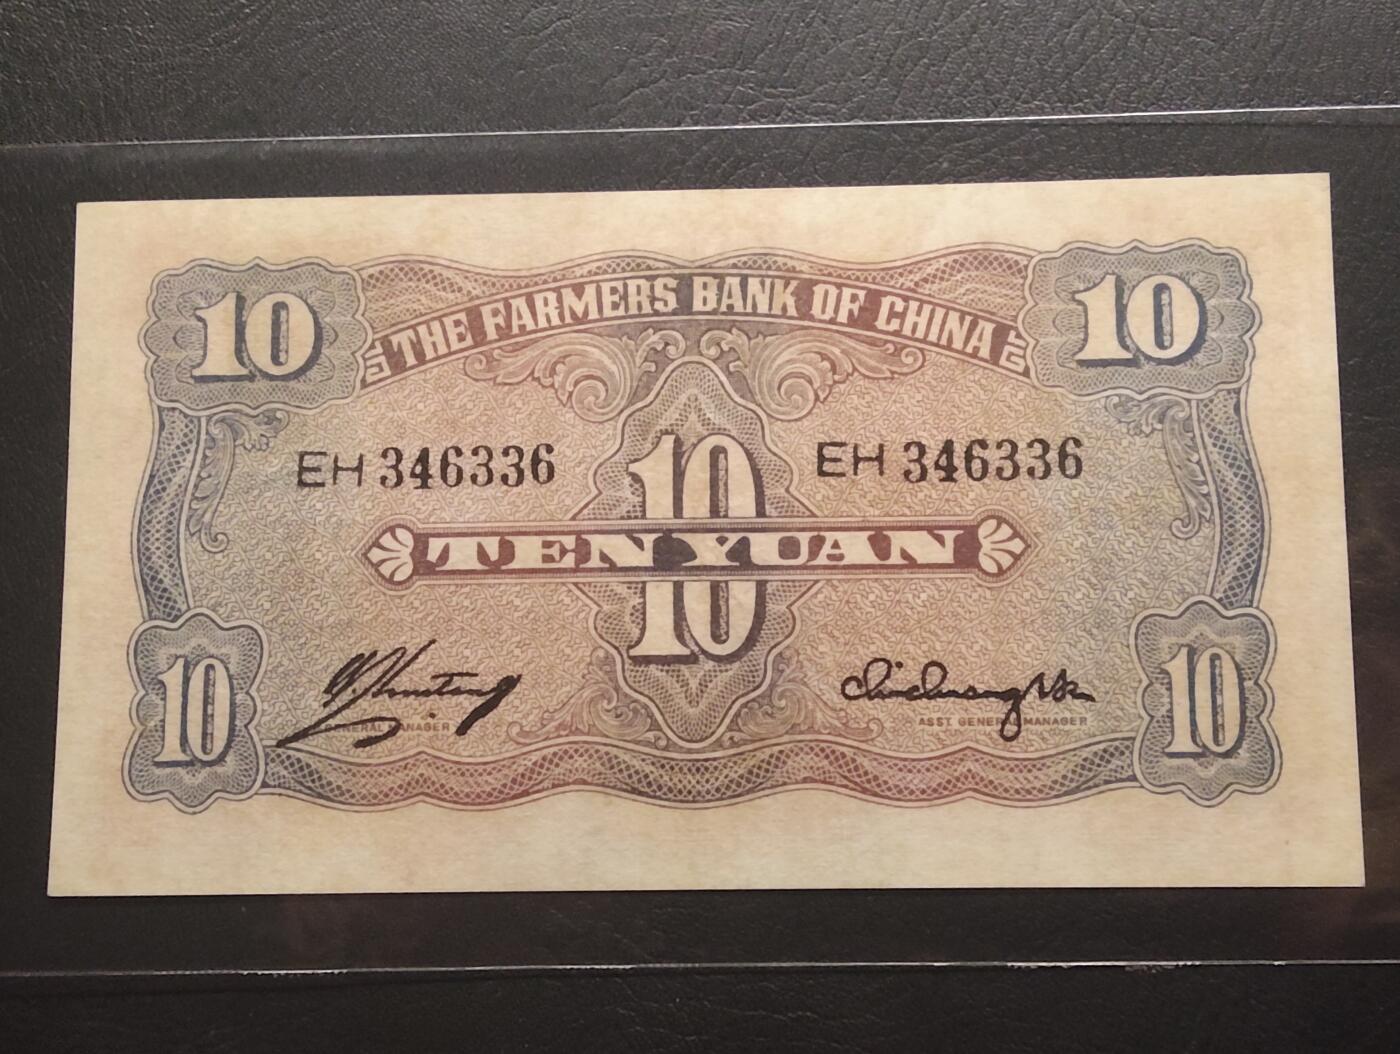 10 10
THE FARMERS BANK OF CHINA
EH 346336 EH 346336
10
TEN YUAN
10
10 10
ASST. GENERAL MANAGER